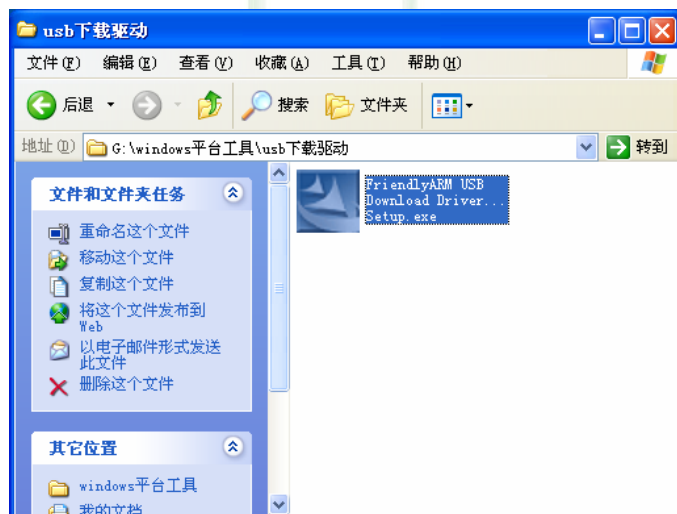 usb下载驱动
文件(F) 编辑(E) 查看(V) 收藏(A) 工具(T) 帮助(H)
后退 搜索 文件夹
地址(D) G:\windows平台工具\usb下载驱动 转到
文件和文件夹任务
重命名这个文件
移动这个文件
复制这个文件
将这个文件发布到
Web
以电子邮件形式发送
此文件
删除这个文件
其它位置
windows平台工具
我的文档
FriendlyARM USB
Download Driver...
Setup.exe